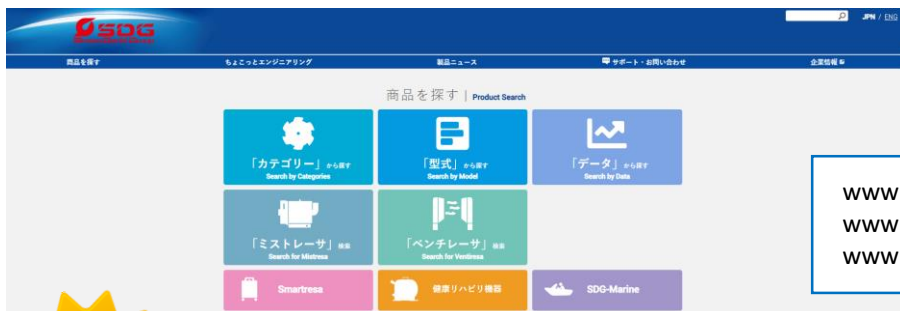 SDG
JPN / ENG
商品を探す
ちょこっとエンジニアリング
製品ニュース
サポート・お問い合わせ
企業情報
商品を探す | Product Search
「カテゴリー」から探す
Search by Categories
「型式」から探す
Search by Model
「データ」から探す
Search by Data
「ミストレーサ」検索
Search for Mistresa
「ベンチレーサ」検索
Search for Ventiresa
Smartresa
健康リハビリ機器
SDG-Marine
www
www
www